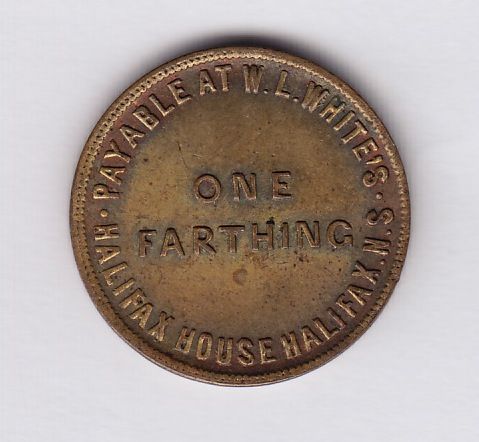 · PAYABLE AT W.L. WHITE'S ·
HALIFAX HOUSE HALIFAX. N.S
ONE
FARTHING